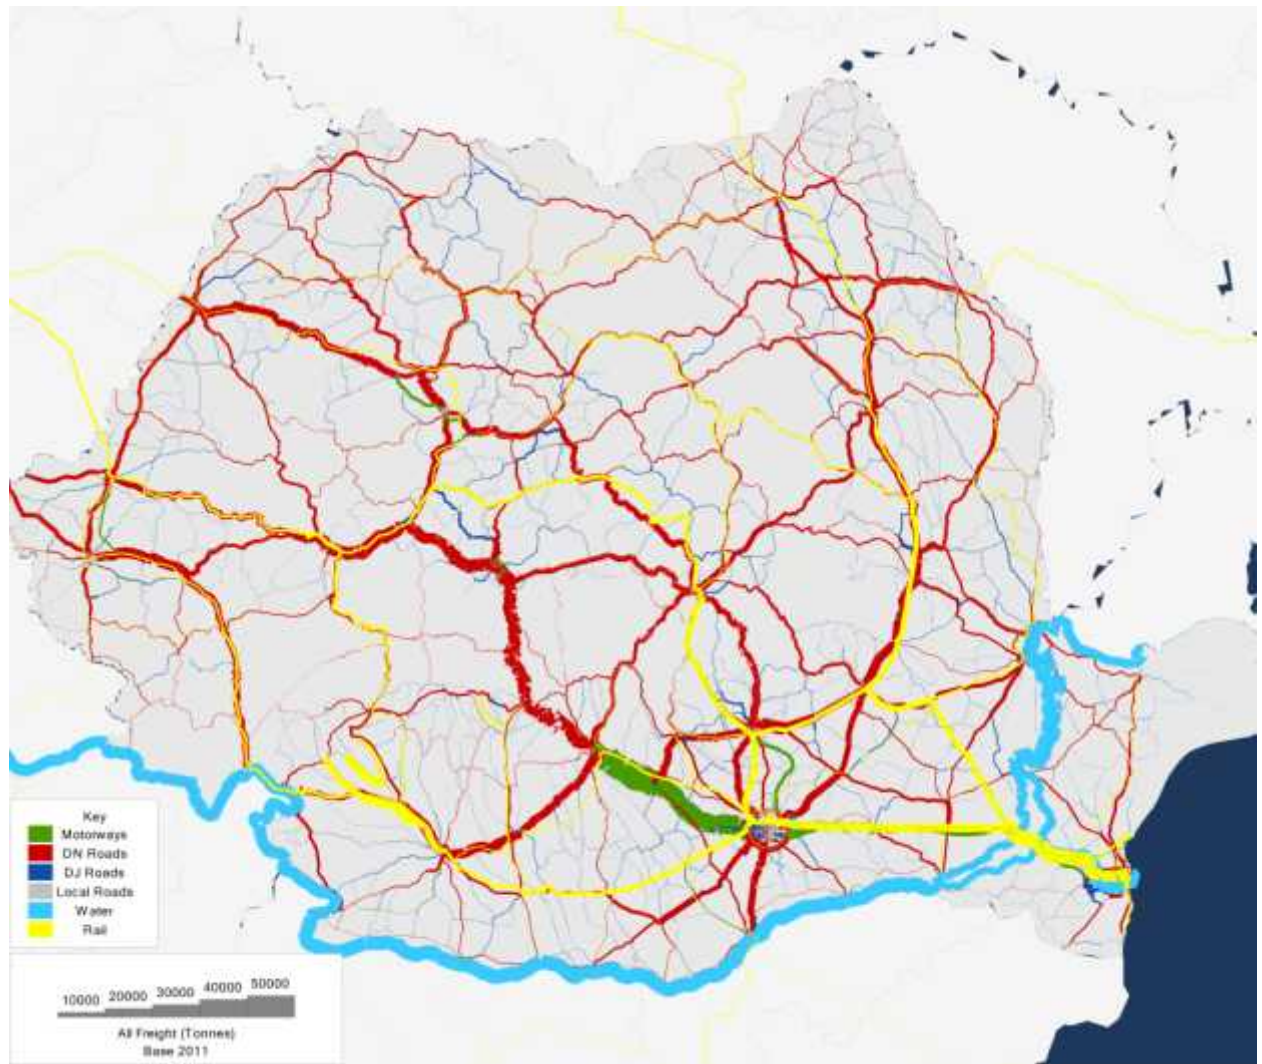 Key
Motorways
DN Roads
DJ Roads
Local Roads
Water
Rail
10000 20000 30000 40000 50000
All Freight (Tonnes)
Base 2011